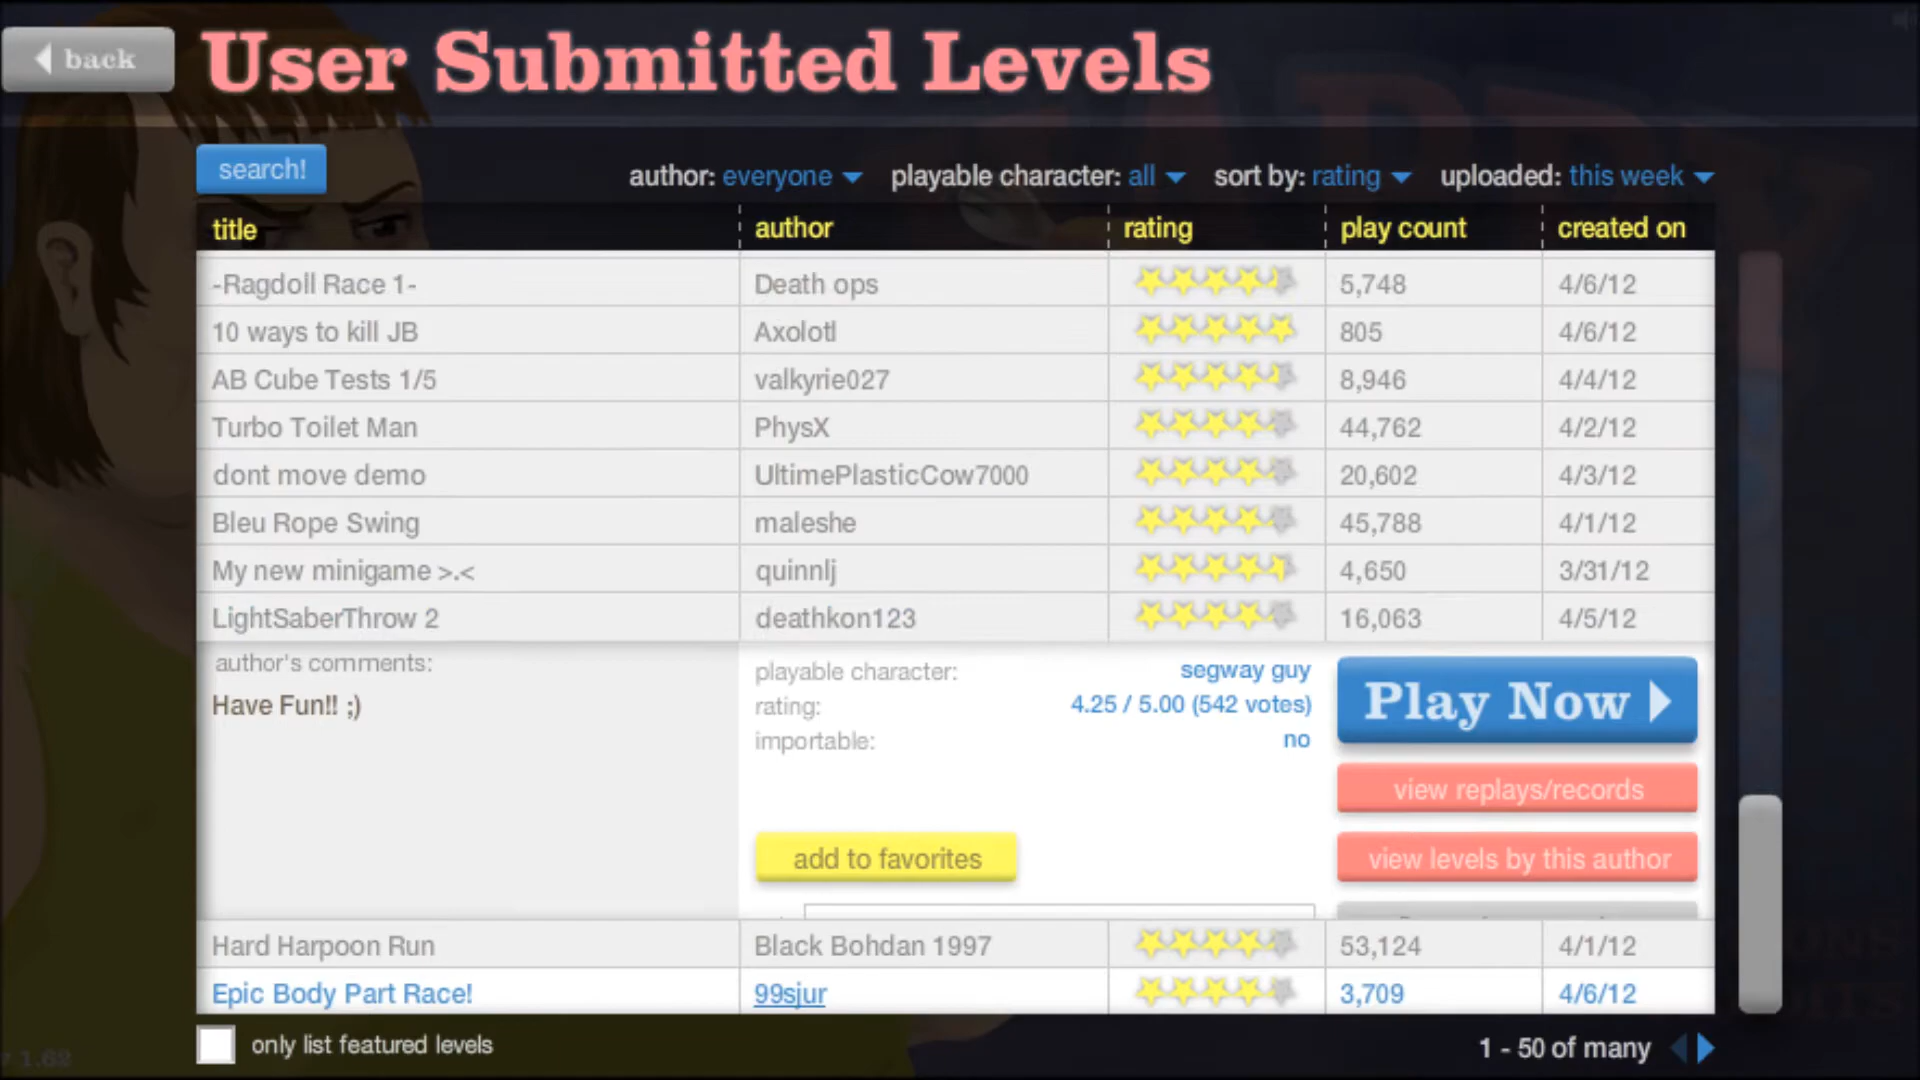 back
User Submitted Levels
search!
author: everyone playable character: all sort by: rating uploaded: this week
title author rating play count created on
-Ragdoll Race 1- Death ops 5,748 4/6/12
10 ways to kill JB Axolotl 805 4/6/12
AB Cube Tests 1/5 valkyrie027 8,946 4/4/12
Turbo Toilet Man PhysX 44,762 4/2/12
dont move demo UltimePlasticCow7000 20,602 4/3/12
Bleu Rope Swing maleshe 45,788 4/1/12
My new minigame >.< quinnlj 4,650 3/31/12
LightSaberThrow 2 deathkon123 16,063 4/5/12
author's comments:
Have Fun!! ;)
playable character: segway guy
rating: 4.25 / 5.00 (542 votes)
importable: no
Play Now
view replays/records
add to favorites
view levels by this author
Hard Harpoon Run Black Bohdan 1997 53,124 4/1/12
Epic Body Part Race! 99sjur 3,709 4/6/12
only list featured levels
1 - 50 of many
v 1.62